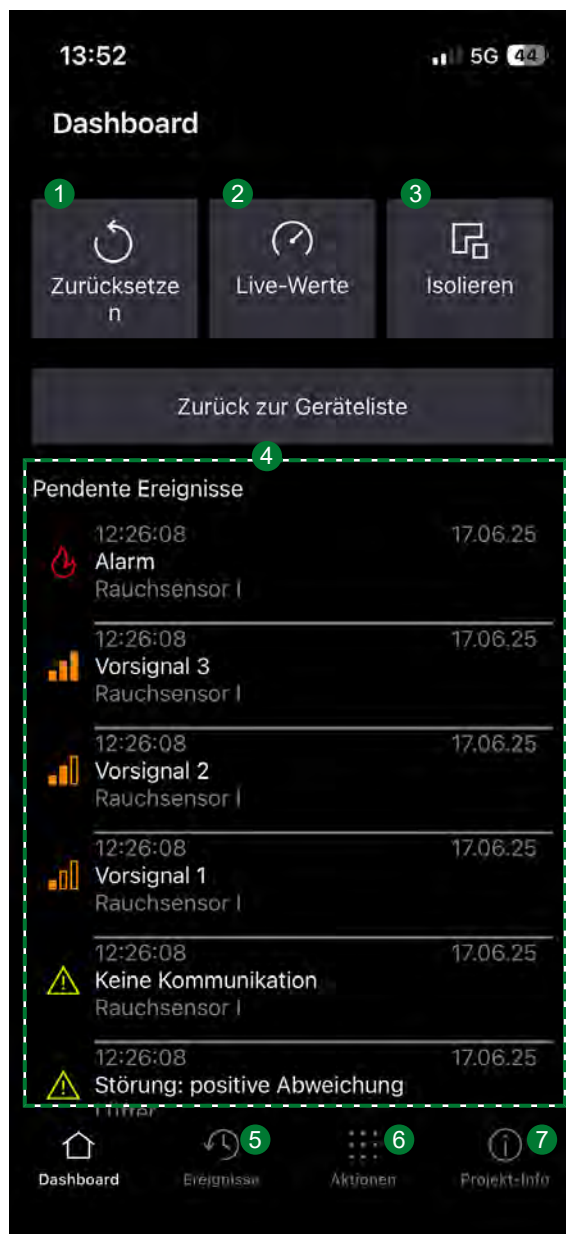 13:52 5G 44
Dashboard
1 2 3
Zurücksetze
n
Live-Werte
Isolieren
Zurück zur Geräteliste
4
Pendente Ereignisse
12:26:08 17.06.25
Alarm
Rauchsensor I
12:26:08 17.06.25
Vorsignal 3
Rauchsensor I
12:26:08 17.06.25
Vorsignal 2
Rauchsensor I
12:26:08 17.06.25
Vorsignal 1
Rauchsensor I
12:26:08 17.06.25
Keine Kommunikation
Rauchsensor I
12:26:08 17.06.25
Störung: positive Abweichung
Lüfter
5 6 7
Dashboard Ereignisse Aktionen Projekt-Info